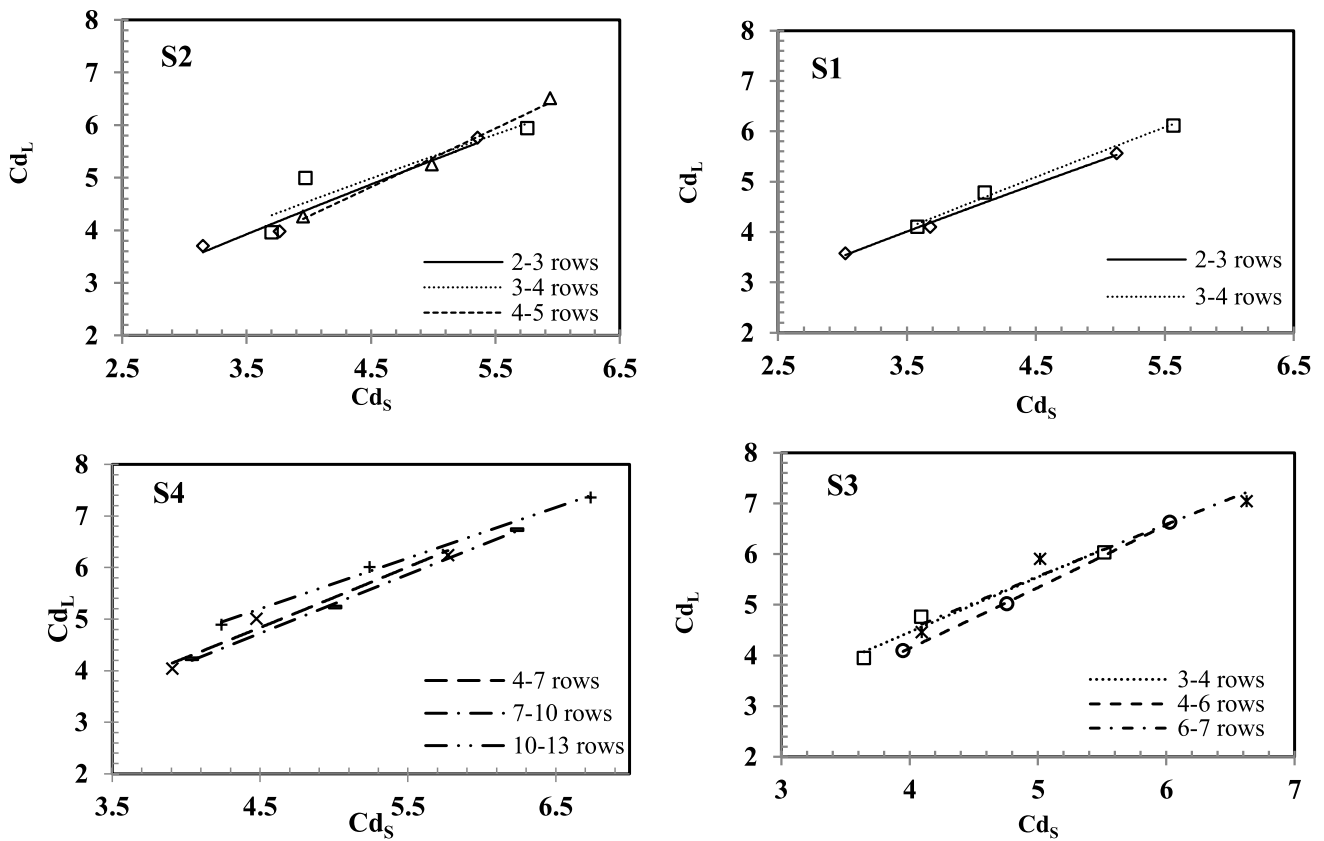 S2
Cd_L
8
7
6
5
4
3
2
2-3 rows
3-4 rows
4-5 rows
2.5 3.5 4.5 5.5 6.5
Cd_S
S1
Cd_L
8
7
6
5
4
3
2
2-3 rows
3-4 rows
2.5 3.5 4.5 5.5 6.5
Cd_S
S4
Cd_L
8
7
6
5
4
3
2
4-7 rows
7-10 rows
10-13 rows
3.5 4.5 5.5 6.5
Cd_S
S3
Cd_L
8
7
6
5
4
3
2
3-4 rows
4-6 rows
6-7 rows
3 4 5 6 7
Cd_S